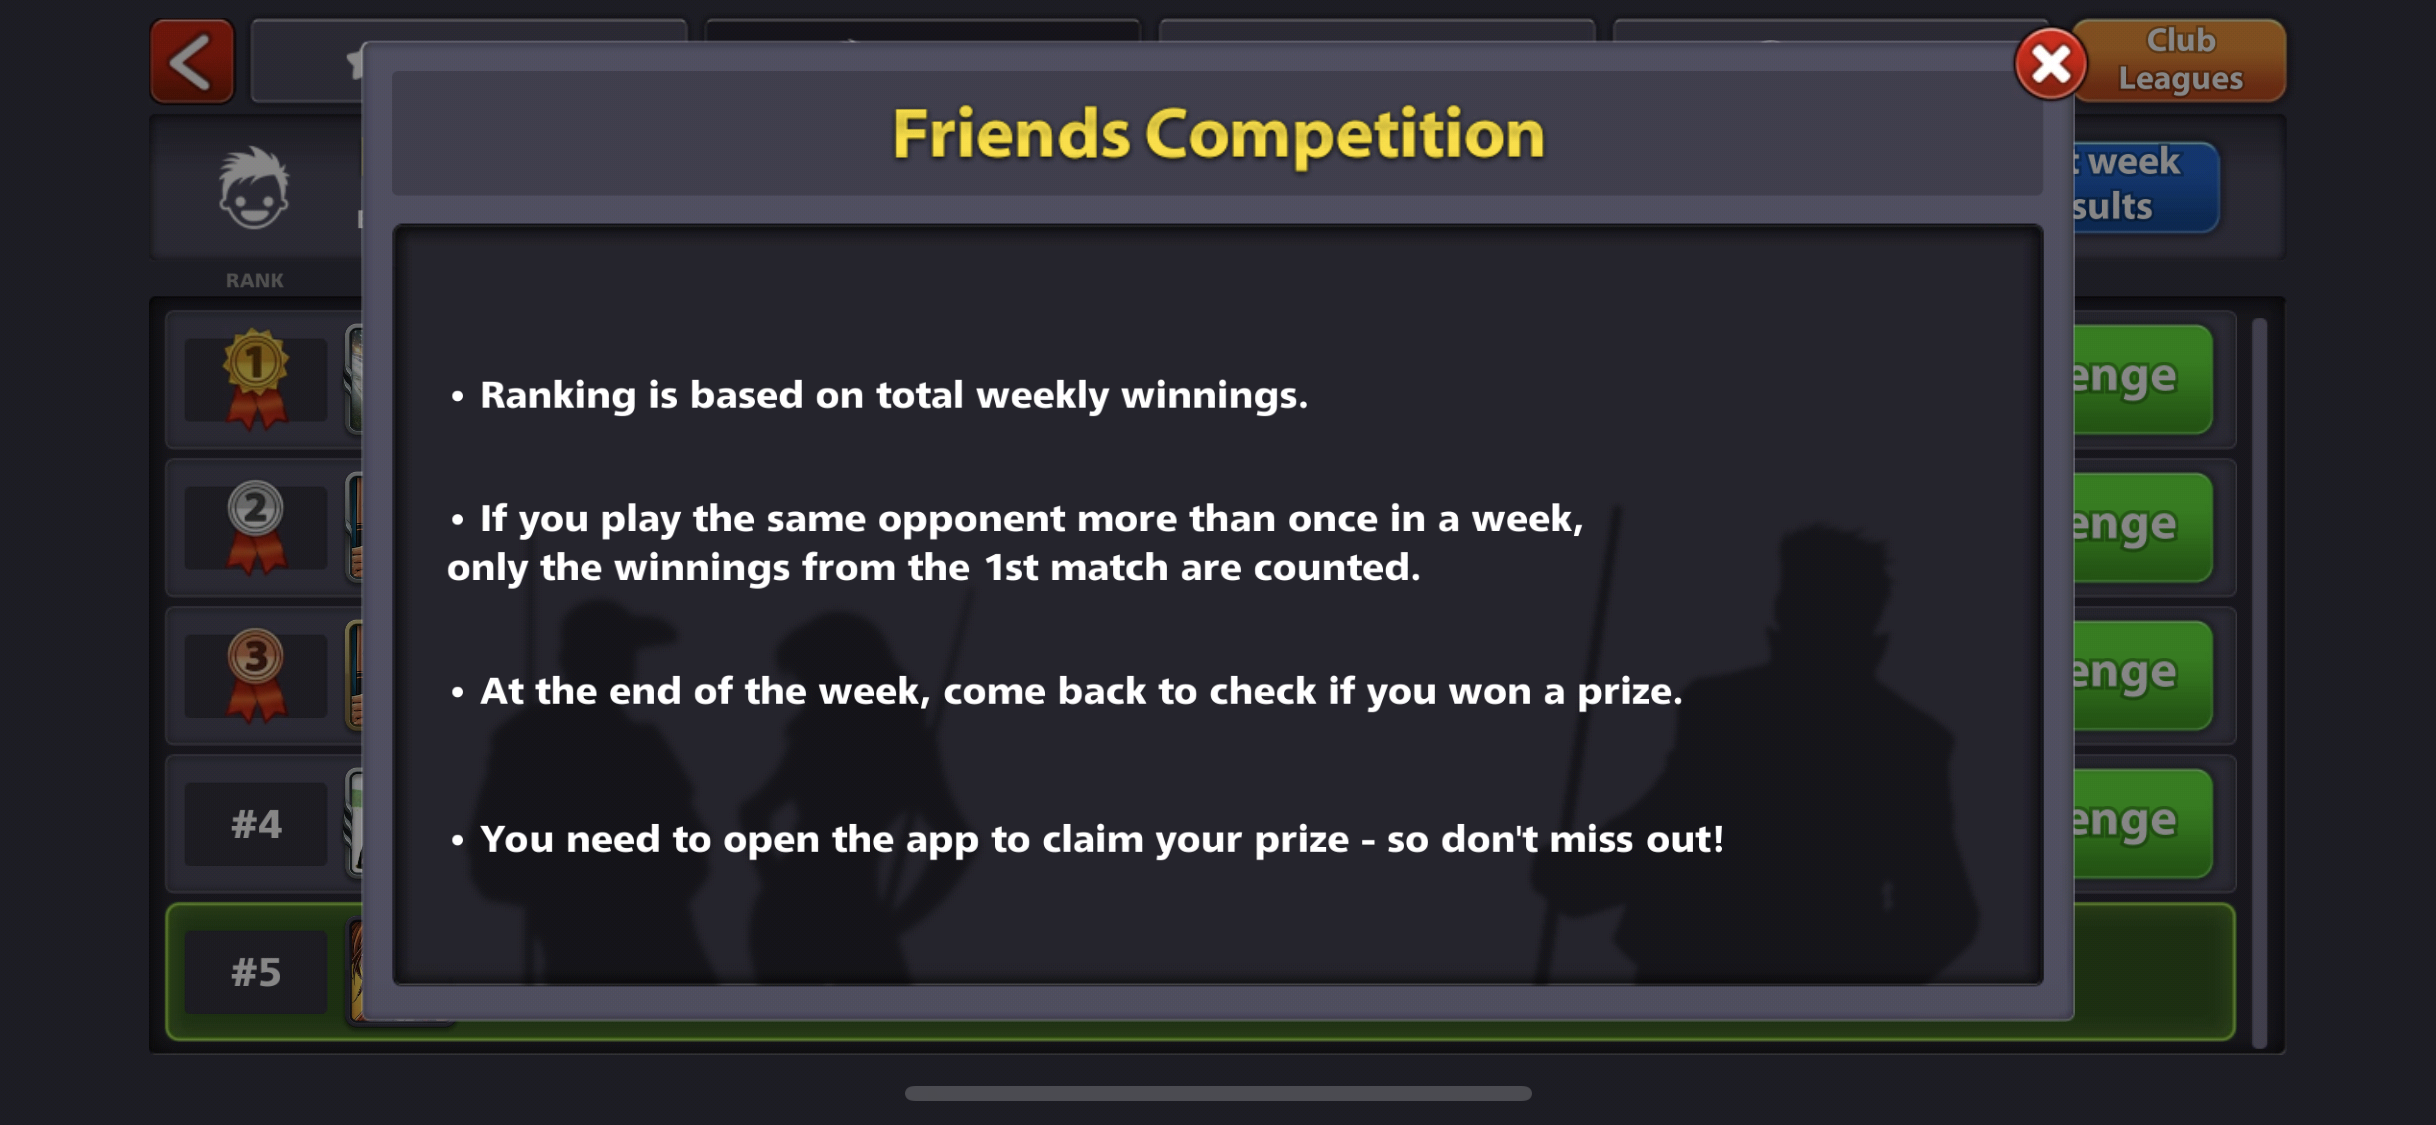 Club
Leagues
Friends Competition
t week
sults
RANK
1
enge
• Ranking is based on total weekly winnings.
2
enge
• If you play the same opponent more than once in a week,
only the winnings from the 1st match are counted.
3
enge
• At the end of the week, come back to check if you won a prize.
#4
enge
• You need to open the app to claim your prize - so don't miss out!
#5